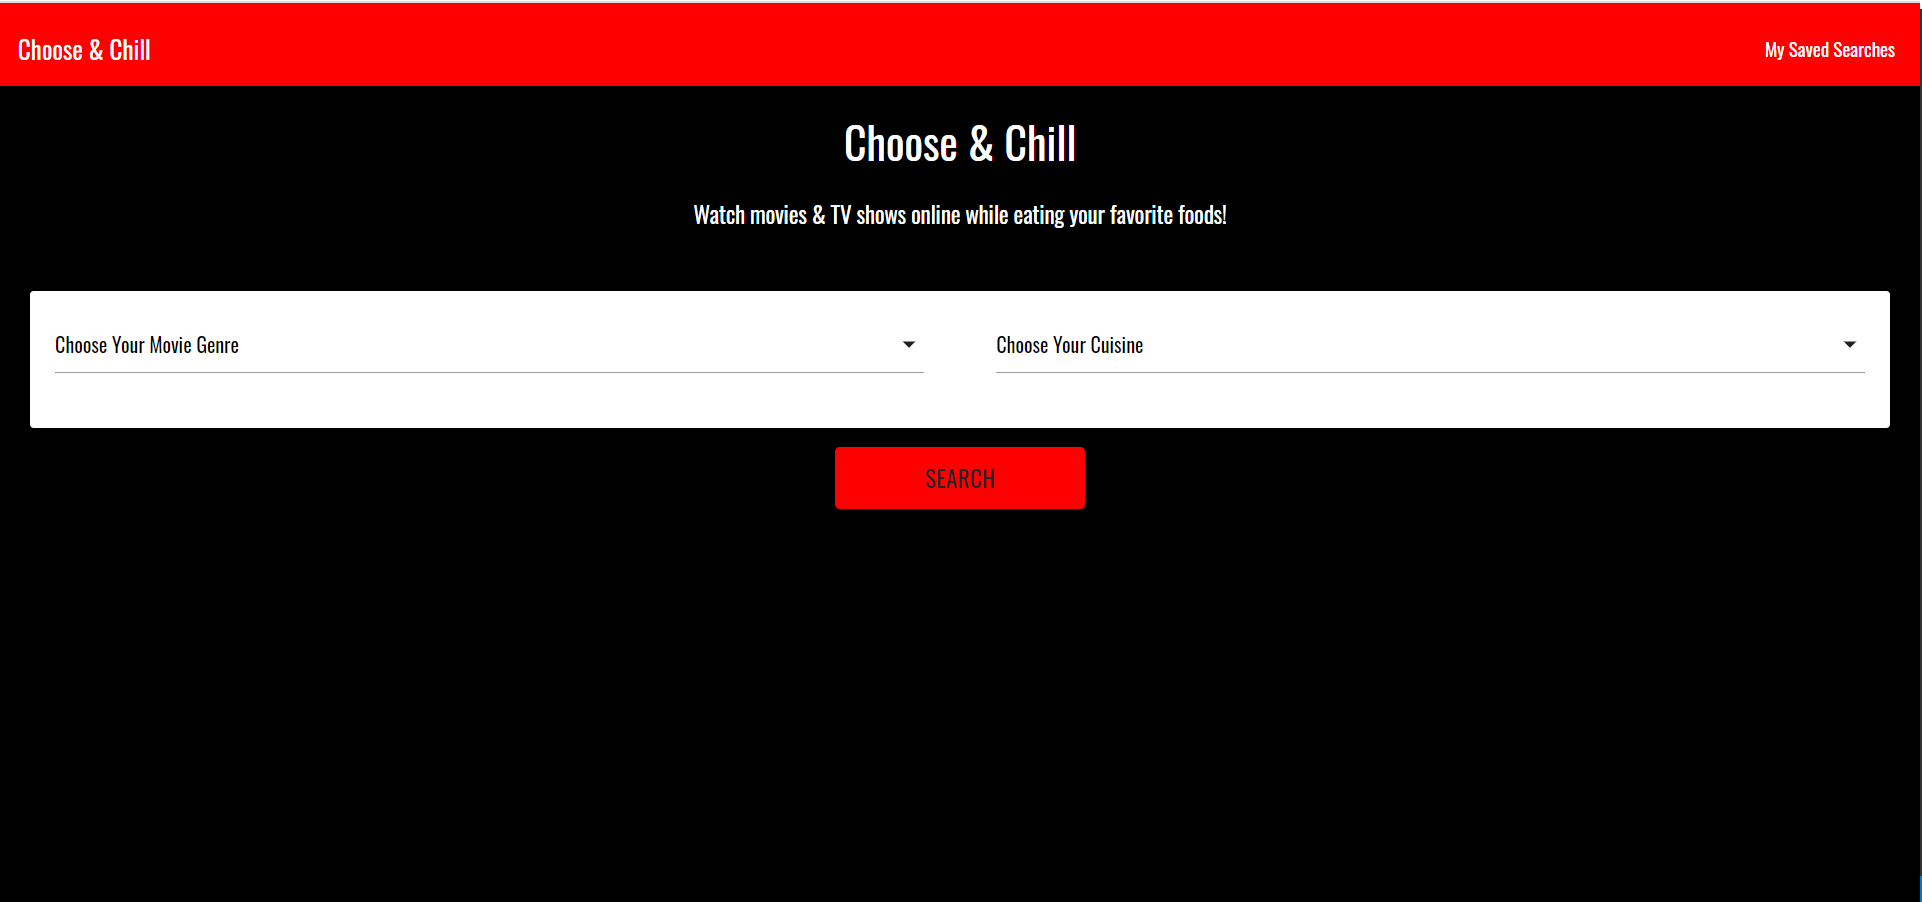 Choose & Chill
My Saved Searches
Choose & Chill
Watch movies & TV shows online while eating your favorite foods!
Choose Your Movie Genre
Choose Your Cuisine
SEARCH